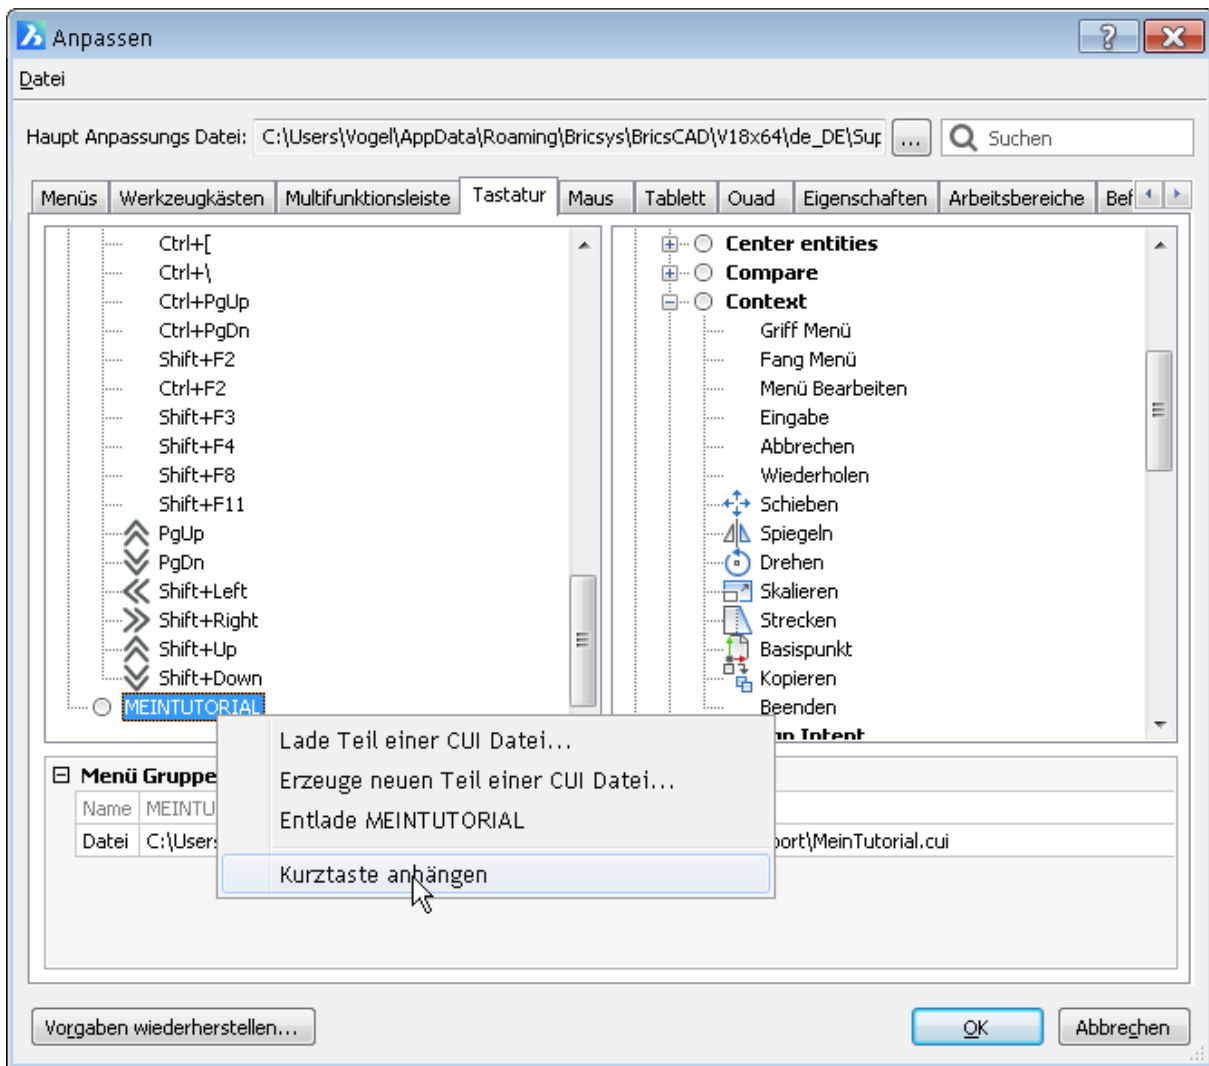 Anpassen
Datei
Haupt Anpassungs Datei: C:\Users\Vogel\AppData\Roaming\Bricsys\BricsCAD\V18x64\de_DE\Sup ... Suchen
Menüs Werkzeugkästen Multifunktionsleiste Tastatur Maus Tablett Quad Eigenschaften Arbeitsbereiche Bef
Ctrl+[
Ctrl+\
Ctrl+PgUp
Ctrl+PgDn
Shift+F2
Ctrl+F2
Shift+F3
Shift+F4
Shift+F8
Shift+F11
PgUp
PgDn
Shift+Left
Shift+Right
Shift+Up
Shift+Down
MEINTUTORIAL
Center entities
Compare
Context
Griff Menü
Fang Menü
Menü Bearbeiten
Eingabe
Abbrechen
Wiederholen
Schieben
Spiegeln
Drehen
Skalieren
Strecken
Basispunkt
Kopieren
Beenden
Intent
Lade Teil einer CUI Datei...
Erzeuge neuen Teil einer CUI Datei...
Entlade MEINTUTORIAL
Kurztaste anhängen
Menü Gruppe
Name MEINTU
Datei C:\User port\MeinTutorial.cui
Vorgaben wiederherstellen... OK Abbrechen